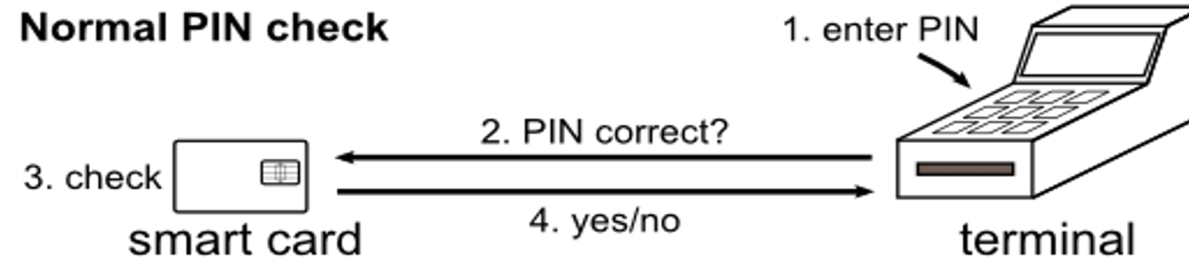 Normal PIN check
1. enter PIN
2. PIN correct?
3. check
4. yes/no
smart card
terminal